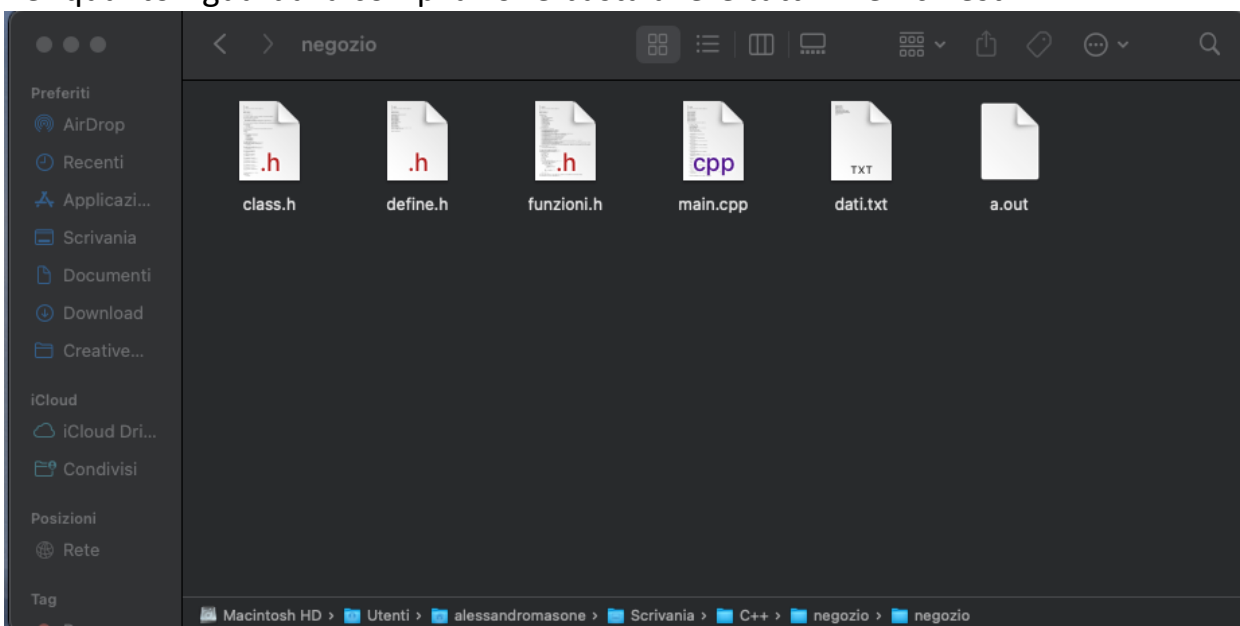 negozio
Preferiti
AirDrop
Recenti
Applicazi...
Scrivania
Documenti
Download
Creative...
iCloud
iCloud Dri...
Condivisi
Posizioni
Rete
Tag
.h
.h
.h
cpp
TXT
class.h
define.h
funzioni.h
main.cpp
dati.txt
a.out
Macintosh HD › Utenti › alessandromasone › Scrivania › C++ › negozio › negozio